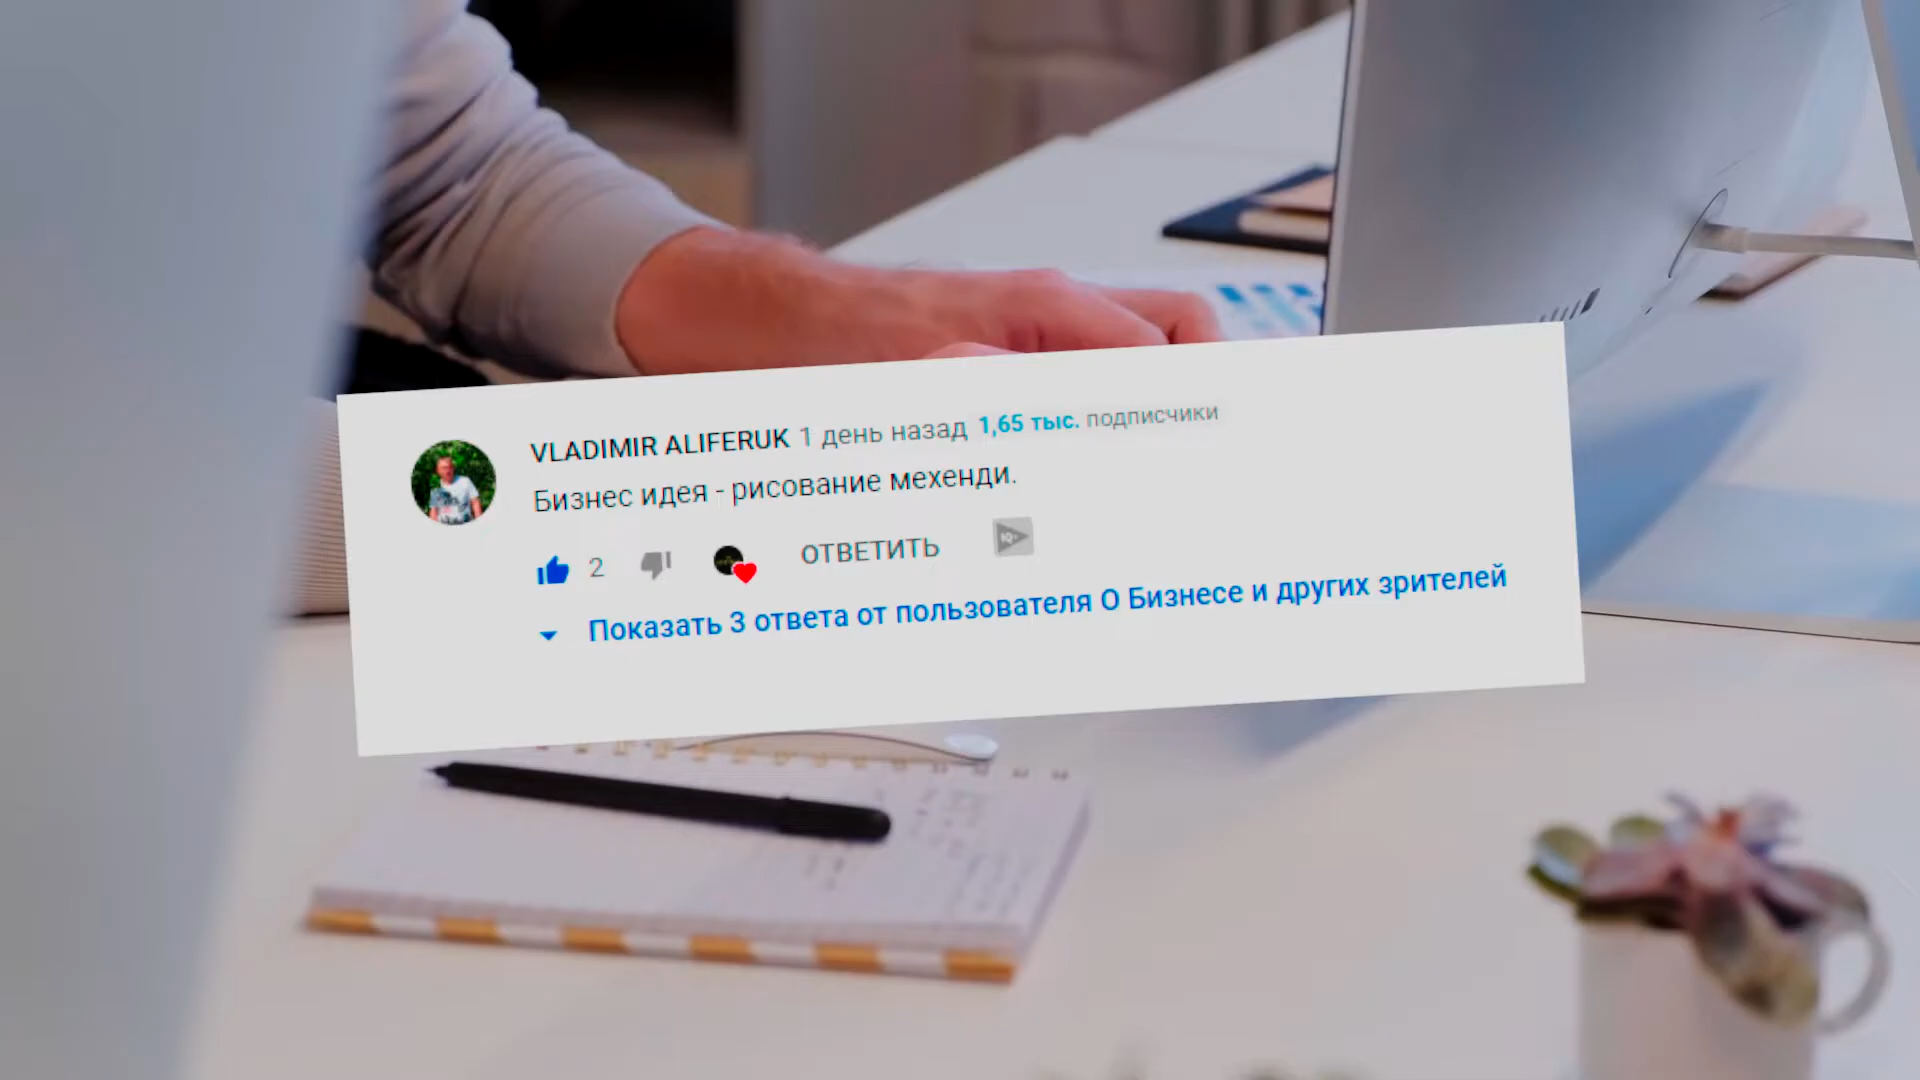 VLADIMIR ALIFERUK 1 день назад 1,65 тыс. подписчики
Бизнес идея - рисование мехенди.
2 ОТВЕТИТЬ
Показать 3 ответа от пользователя О Бизнесе и других зрителей